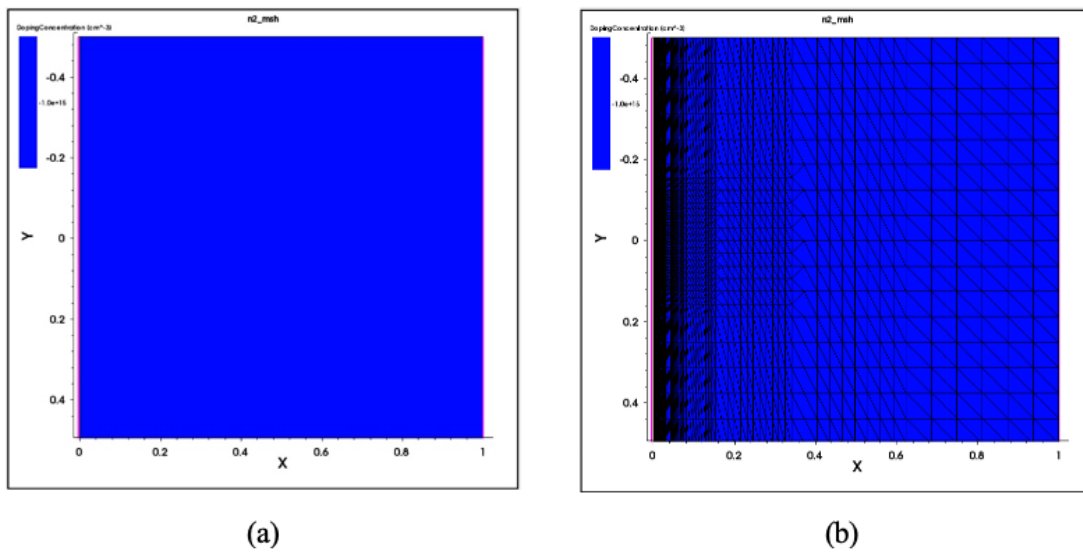 n2_msh
DopingConcentration (cm^-3)
-1.0e+15
-0.4
-0.2
0
0.2
0.4
Y
0 0.2 0.4 0.6 0.8 1
X
(a)
n2_msh
DopingConcentration (cm^-3)
-1.0e+15
-0.4
-0.2
0
0.2
0.4
Y
0 0.2 0.4 0.6 0.8 1
X
(b)